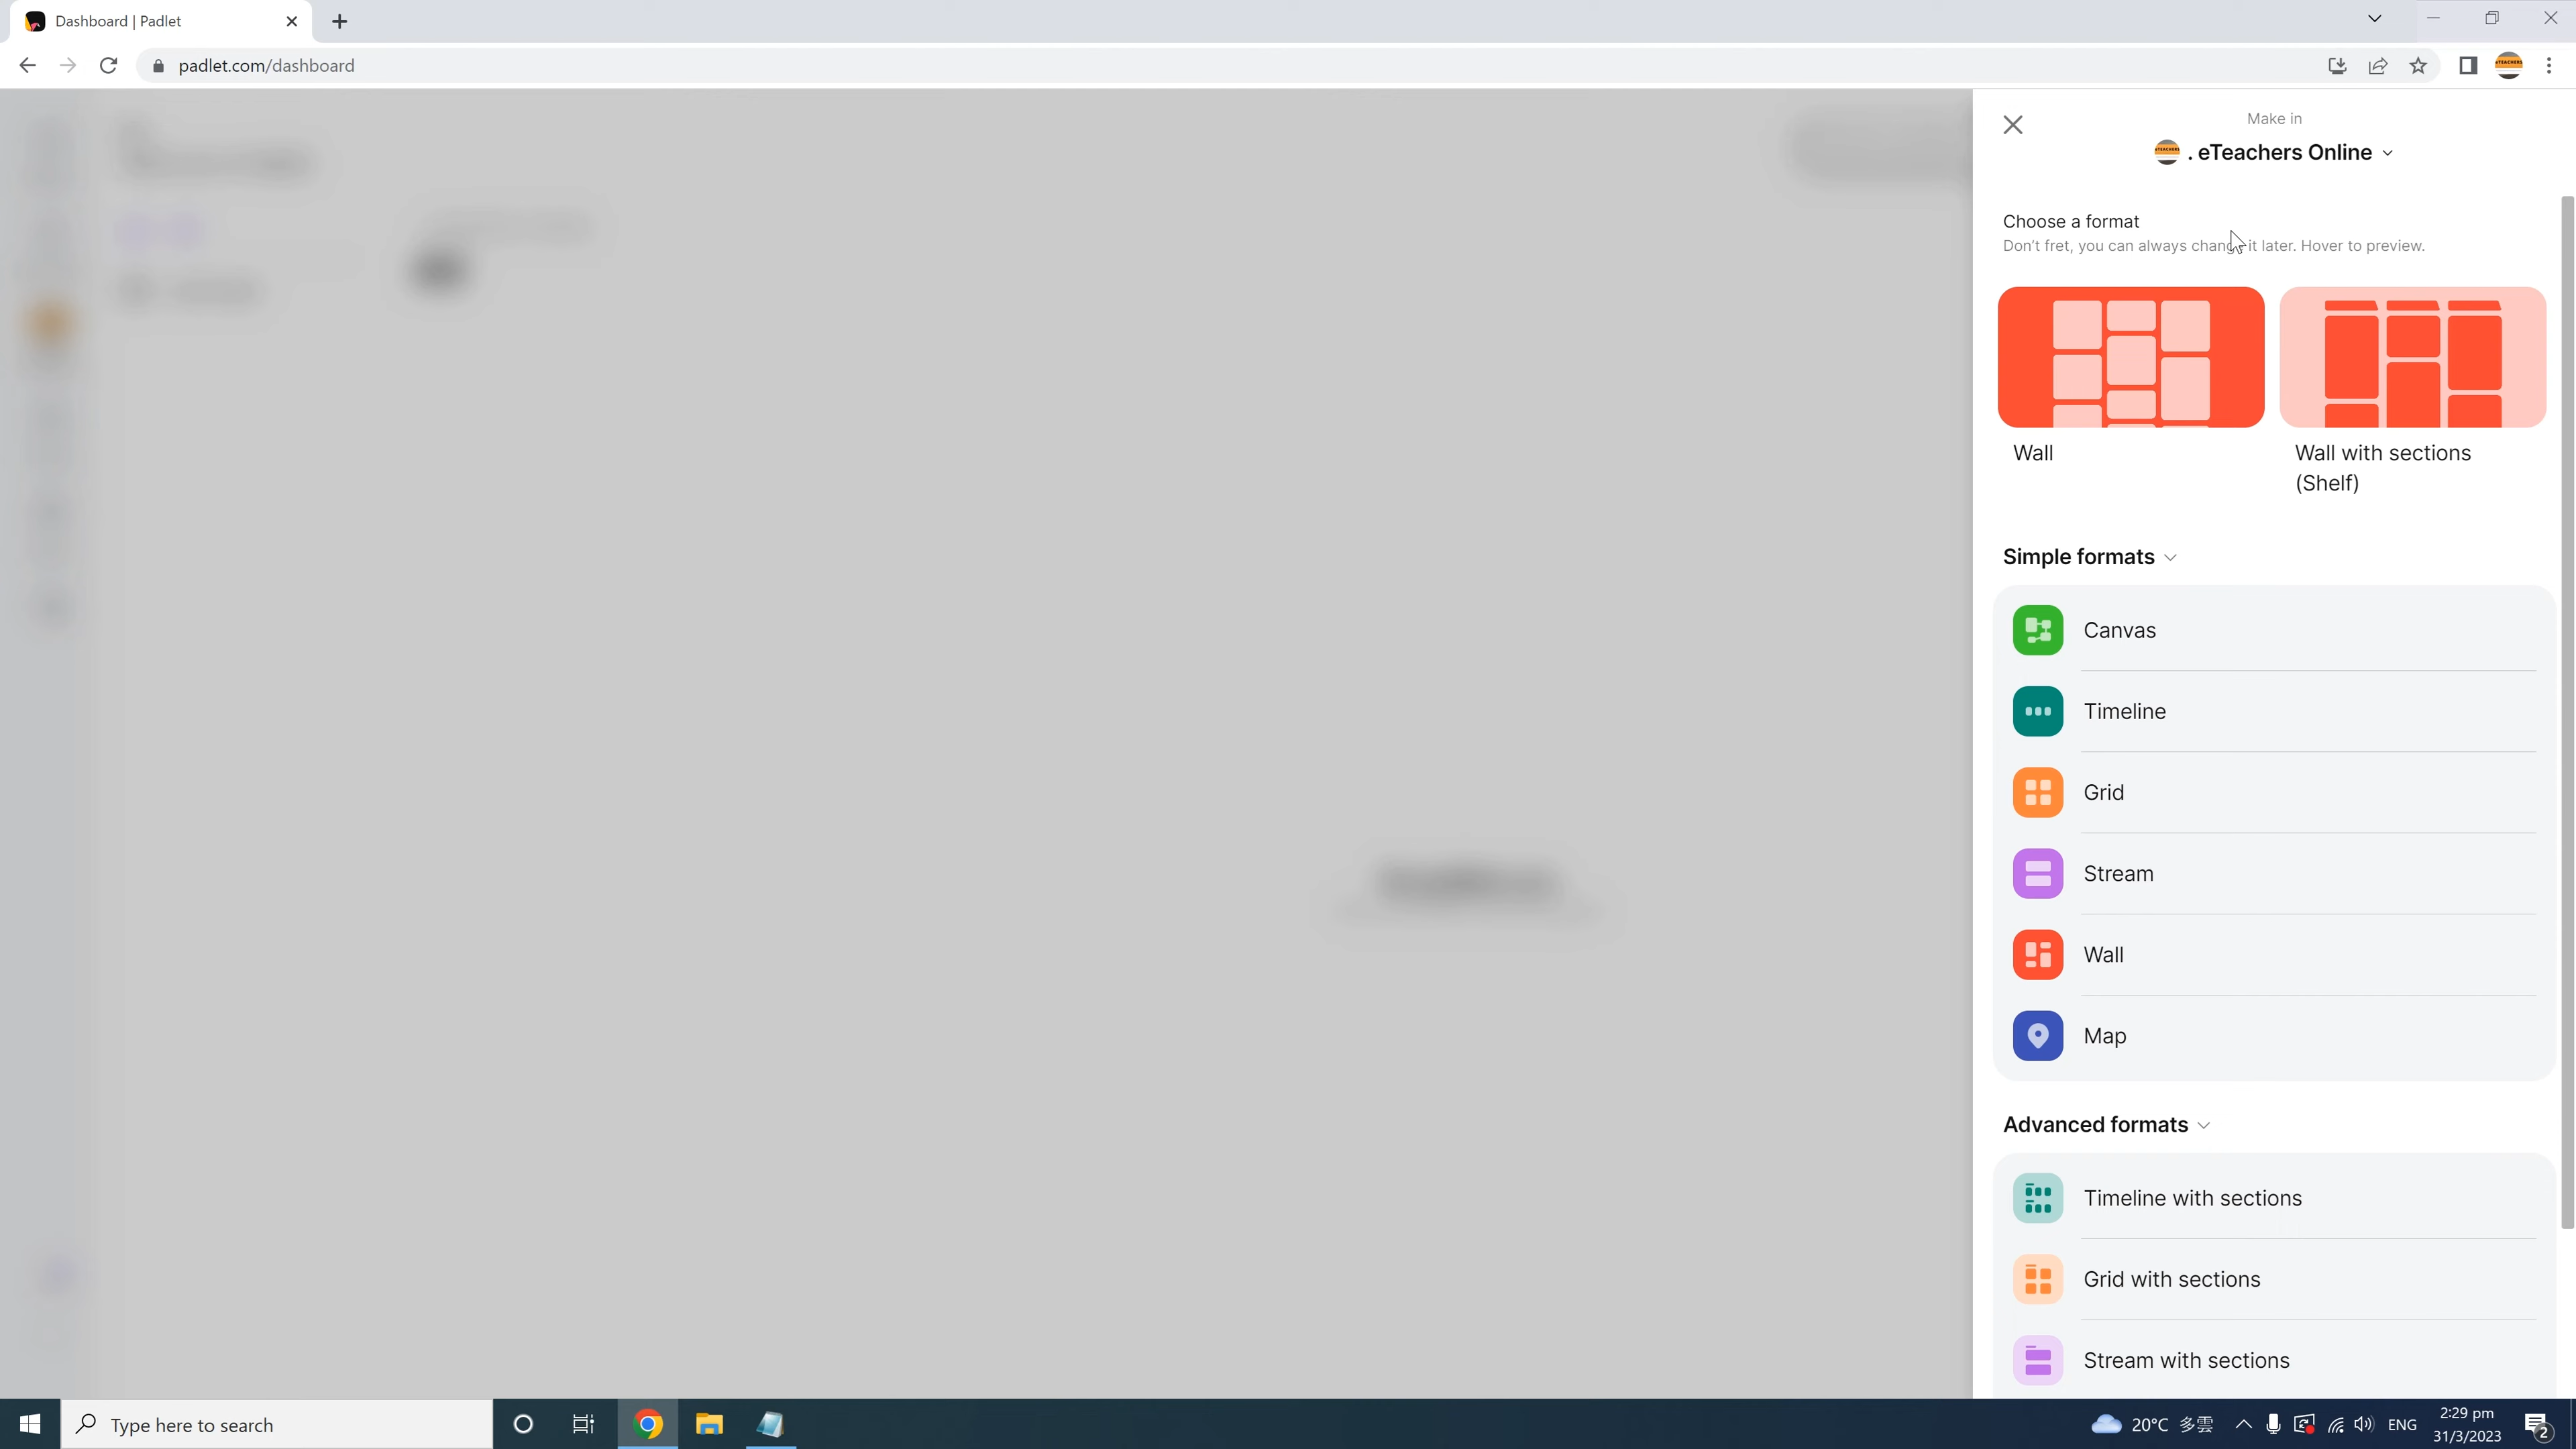 Dashboard | Padlet
padlet.com/dashboard
Make in
. eTeachers Online
Choose a format
Don't fret, you can always change it later. Hover to preview.
Wall
Wall with sections
(Shelf)
Simple formats
Canvas
Timeline
Grid
Stream
Wall
Map
Advanced formats
Timeline with sections
Grid with sections
Stream with sections
Type here to search
20°C 多雲
ENG
2:29 pm
31/3/2023
2